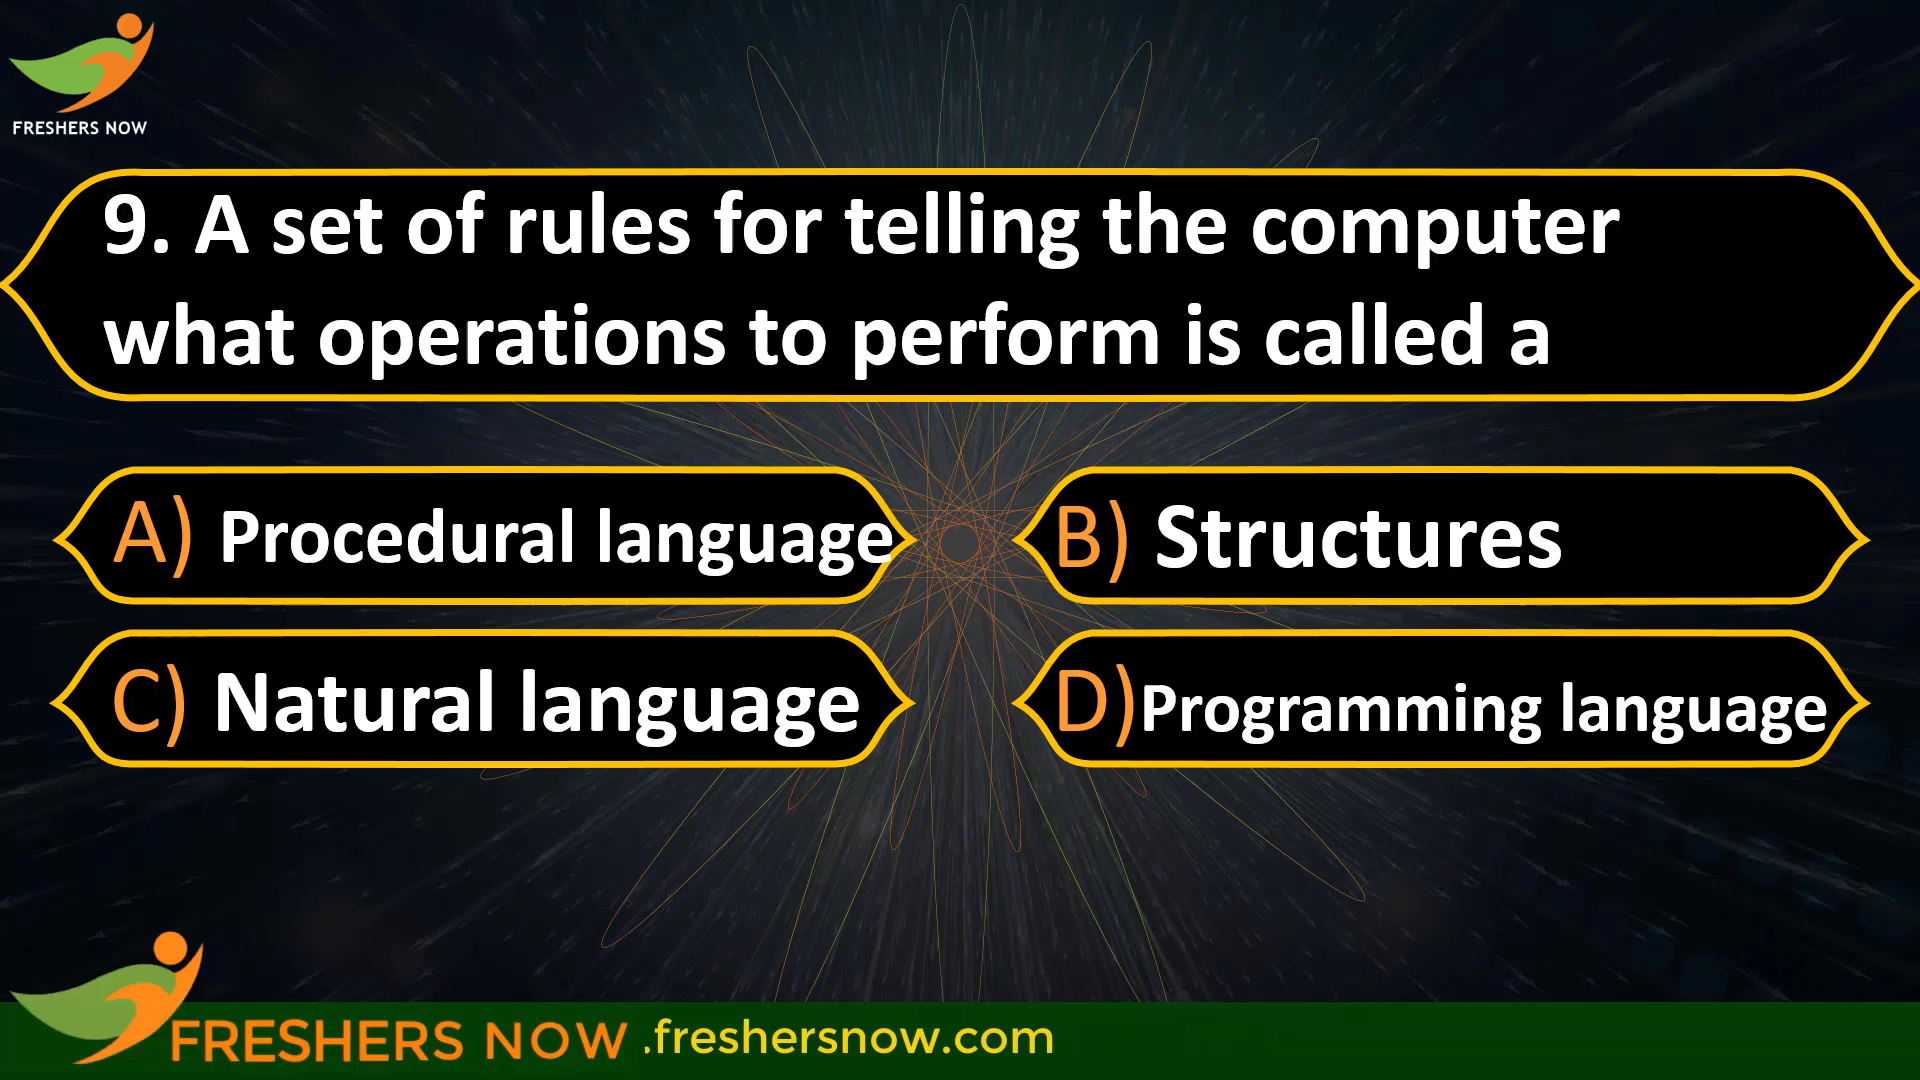 FRESHERS NOW
9. A set of rules for telling the computer
what operations to perform is called a
A) Procedural language
B) Structures
C) Natural language
D)Programming language
FRESHERS NOW .freshersnow.com